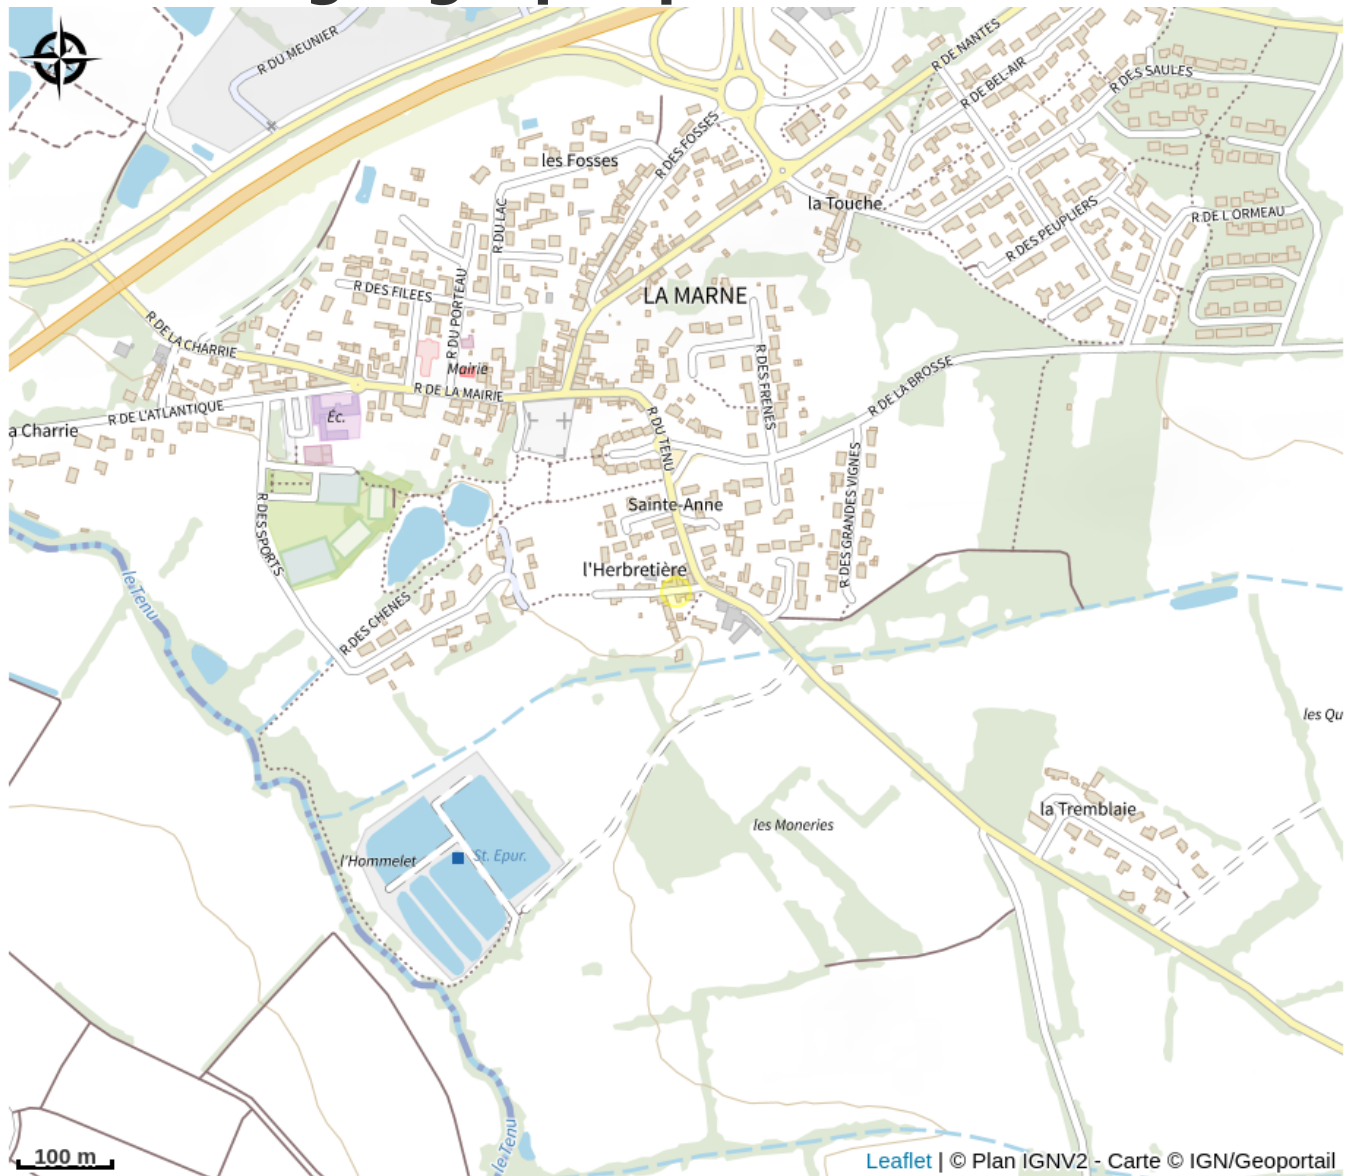 R DU MEUNIER
R DE NANTES
R DE BEL-AIR
R DES SAULES
les Fosses
R DES FOSSES
la Touche
R DE L'ORMEAU
R DES PEUPLIERS
R DU LAC
R DES FILEES
R DU PORTEAU
LA MARNE
R DE LA CHARRIE
Mairie
R DE LA MAIRIE
R DES FRENES
R DE LA BROSSE
R DE L'ATLANTIQUE
Éc.
a Charrie
R DU TENU
R DES GRANDES VIGNES
Sainte-Anne
R DES SPORTS
l'Herbretière
le Tenu
R DES CHENES
les Qu
la Tremblaie
les Moneries
l'Hommelet
St. Epur.
le Tenu
100 m
Leaflet | © Plan IGNV2 - Carte © IGN/Geoportail